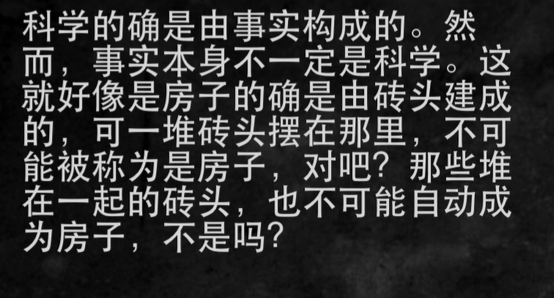 科学的确是由事实构成的。然
而，事实本身不一定是科学。这
就好像是房子的确是由砖头建成
的，可一堆砖头摆在那里，不可
能被称为是房子，对吧？那些堆
在一起的砖头，也不可能自动成
为房子，不是吗？